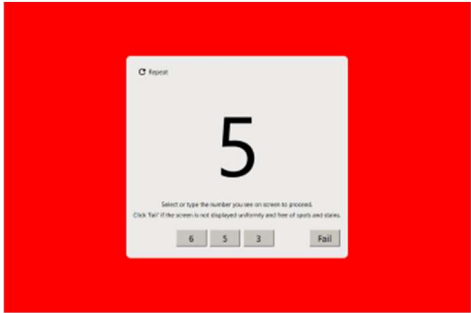 Repeat
5
Select or type the number you see on screen to proceed.
Click 'Fail' if the screen is not displayed uniformly and free of spots and stains.
6 5 3 Fail